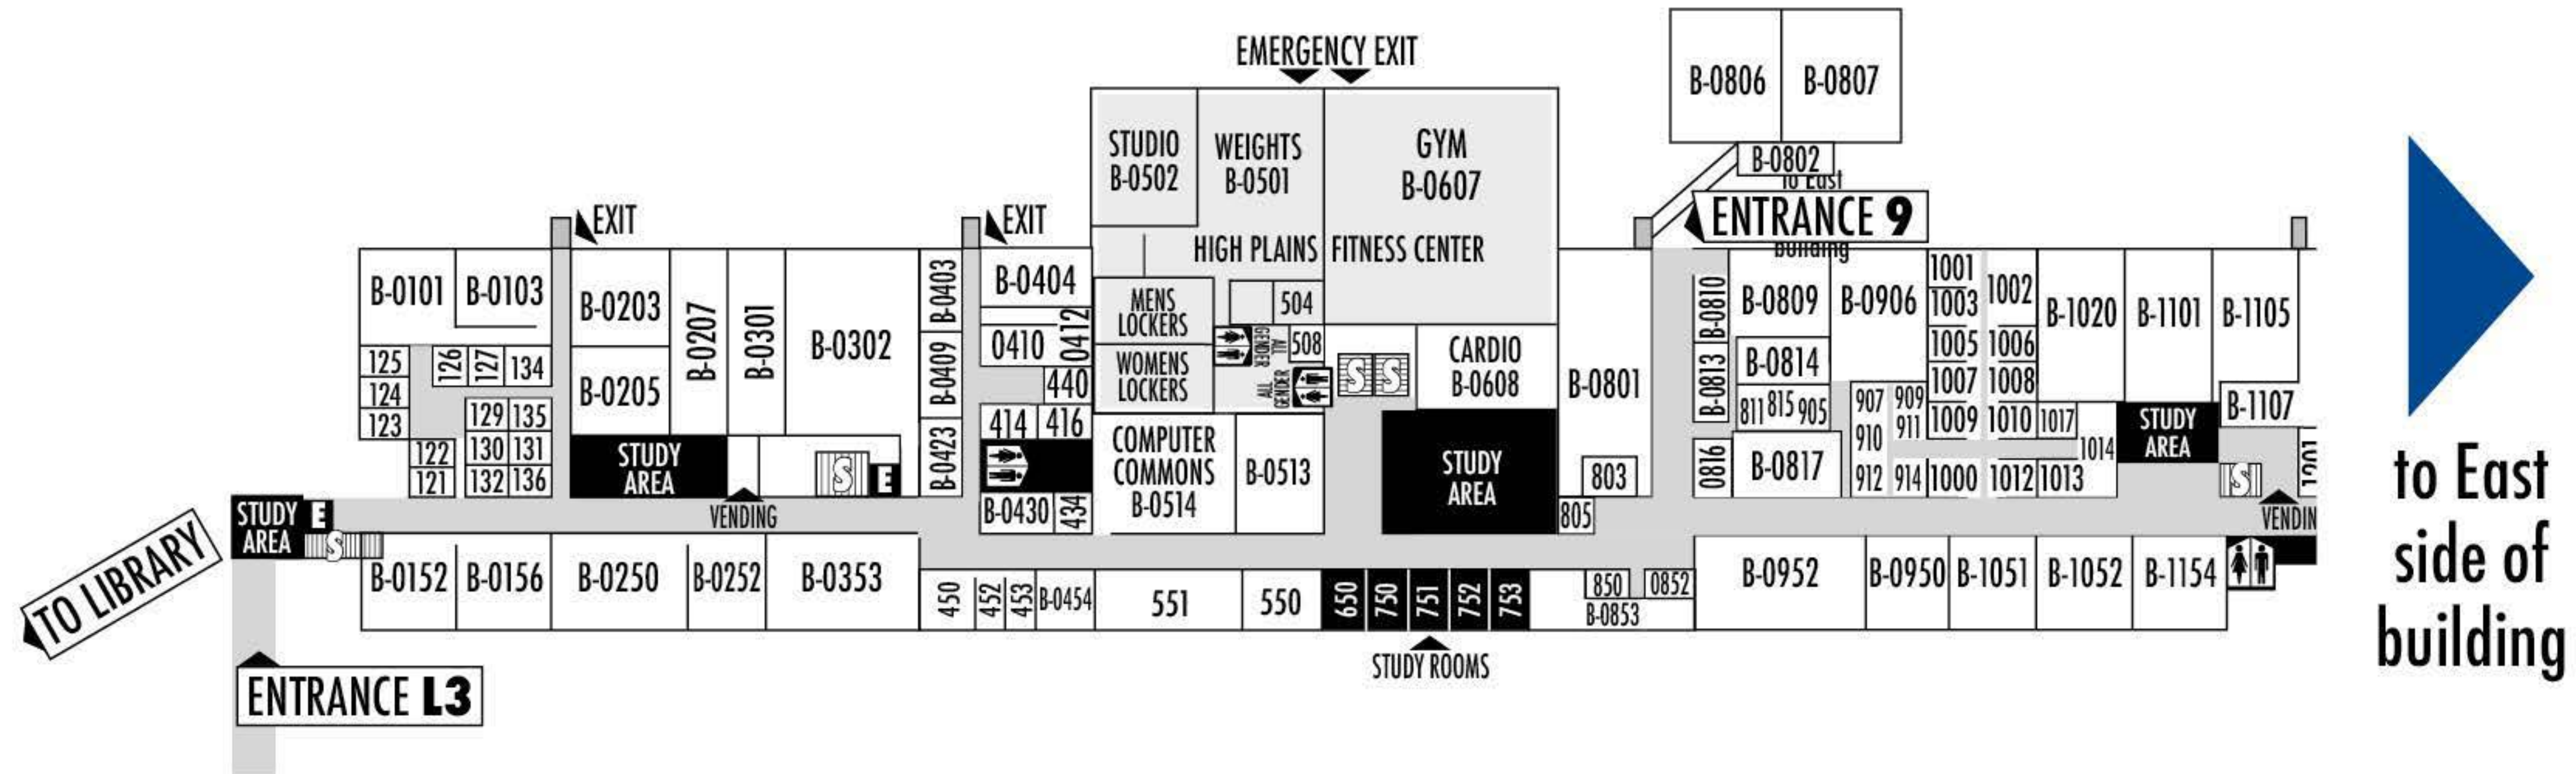 EMERGENCY EXIT
B-0806
B-0807
B-0802
to East
ENTRANCE 9
building
STUDIO
B-0502
WEIGHTS
B-0501
GYM
B-0607
HIGH PLAINS FITNESS CENTER
EXIT
EXIT
B-0101
B-0103
B-0203
B-0205
B-0207
B-0301
B-0302
B-0403
B-0409
B-0423
B-0404
0410
0412
440
414
416
B-0430
434
MENS
LOCKERS
WOMENS
LOCKERS
504
508
ALL
GENDER
ALL
GENDER
S
S
CARDIO
B-0608
COMPUTER
COMMONS
B-0514
B-0513
STUDY
AREA
B-0801
803
805
B-0810
B-0813
0816
B-0809
B-0814
811
815
905
B-0817
B-0906
907
909
910
911
912
914
1001
1003
1005
1007
1009
1000
1002
1006
1008
1010
1012
1017
1014
1013
B-1020
B-1101
B-1105
B-1107
STUDY
AREA
S
1201
VENDIN
125
124
123
122
121
126
127
134
129
135
130
131
132
136
STUDY
AREA
S
E
VENDING
STUDY
AREA
E
S
TO LIBRARY
B-0152
B-0156
B-0250
B-0252
B-0353
450
452
453
B-0454
551
550
650
750
751
752
753
STUDY ROOMS
850
0852
B-0853
B-0952
B-0950
B-1051
B-1052
B-1154
ENTRANCE L3
to East
side of
building